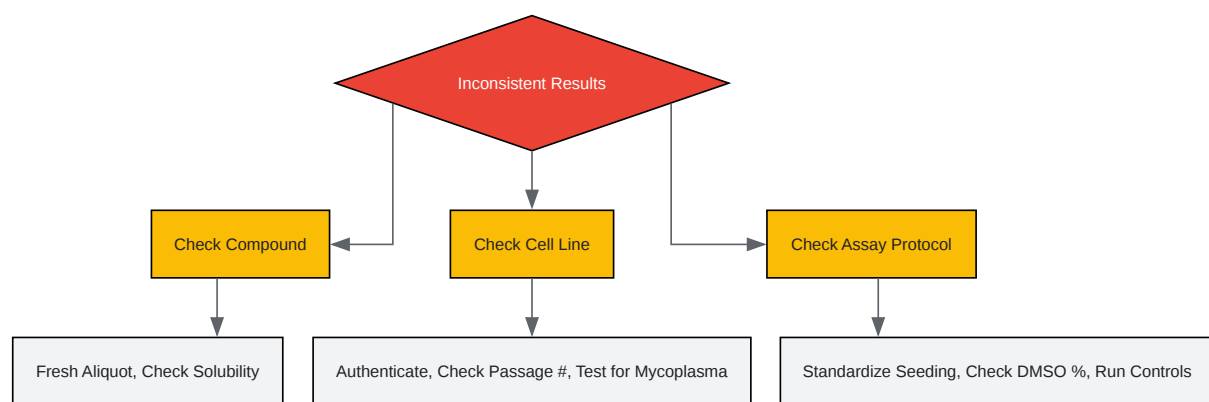 Inconsistent Results
Check Compound
Check Cell Line
Check Assay Protocol
Fresh Aliquot, Check Solubility
Authenticate, Check Passage #, Test for Mycoplasma
Standardize Seeding, Check DMSO %, Run Controls